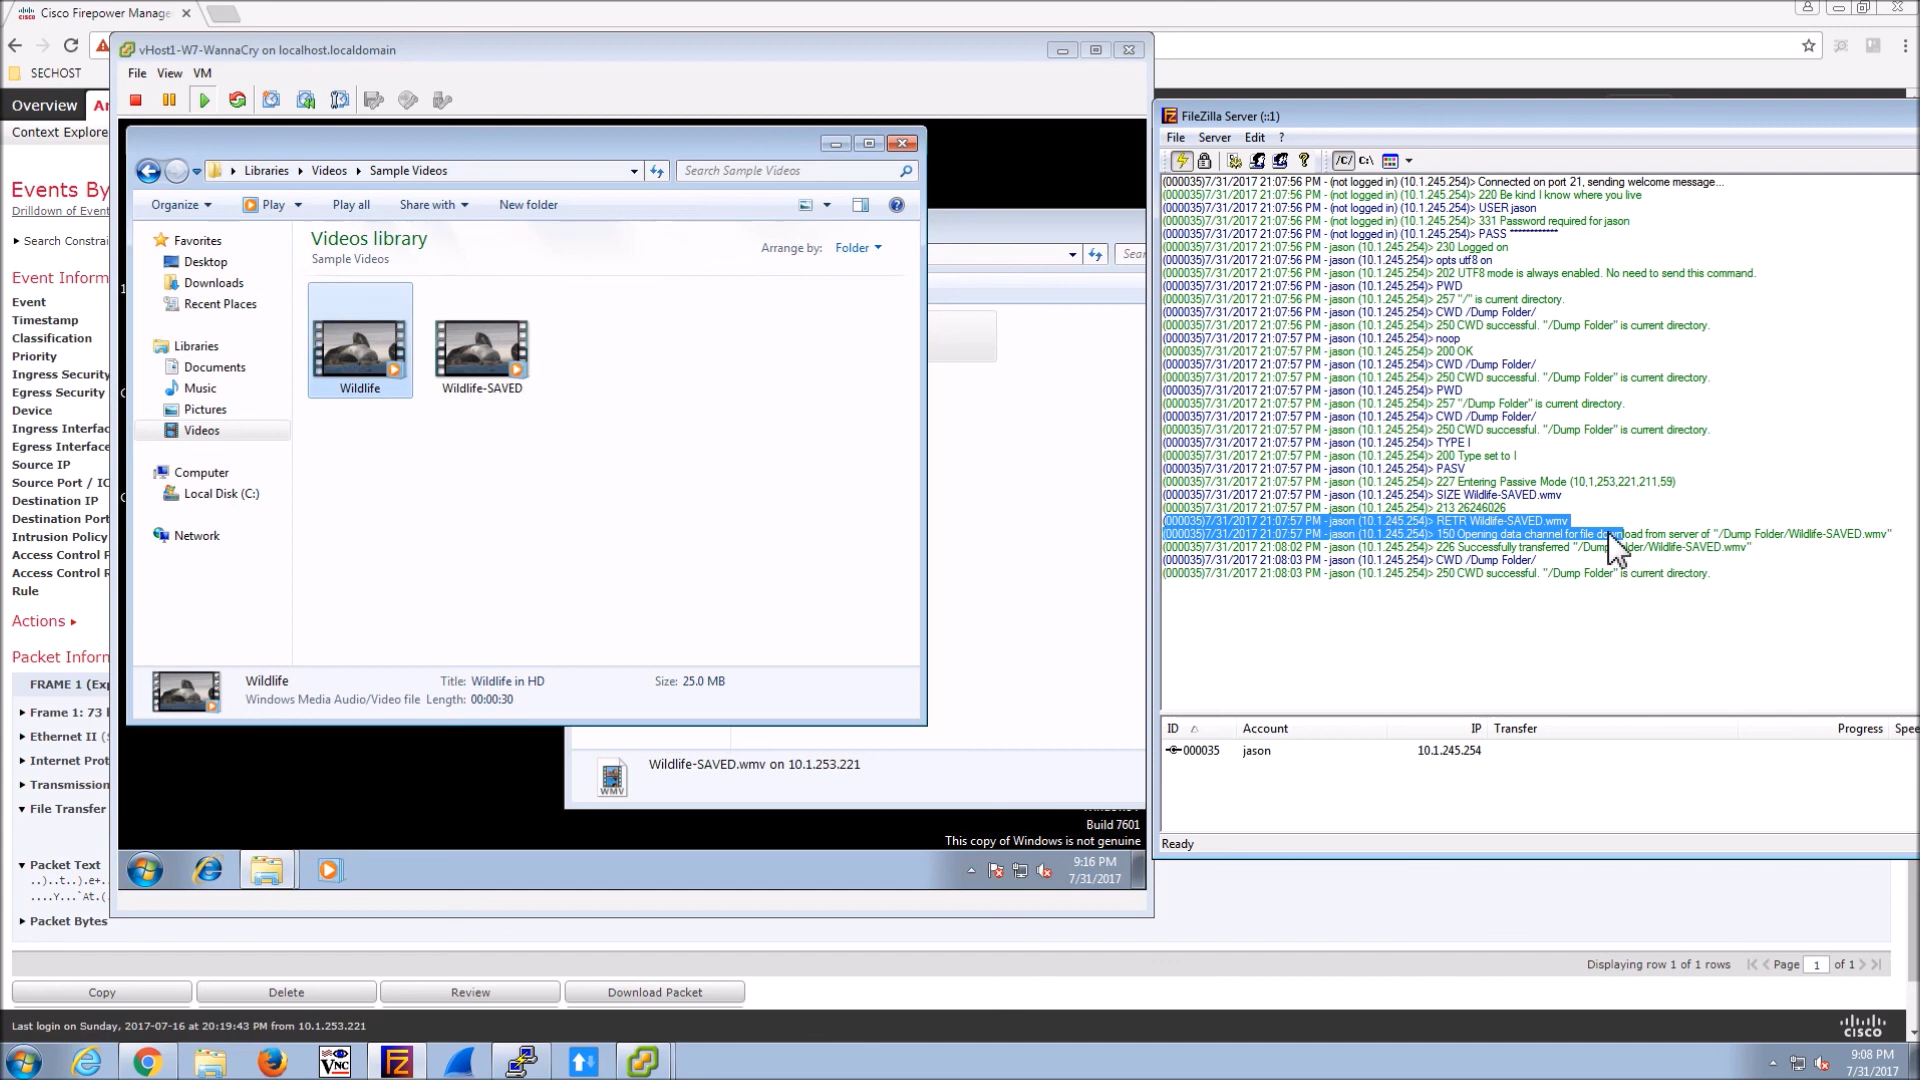 Cisco Firepower Manage
SECHOST
Overview
Context Explore
Events By
Drilldown of Event
Search Constrai
Event Inform
Event
Timestamp
Classification
Priority
Ingress Security
Egress Security
Device
Ingress Interfac
Egress Interfac
Source IP
Source Port / IC
Destination IP
Destination Port
Intrusion Policy
Access Control P
Access Control R
Rule
Actions
Packet Inform
FRAME 1 (Exp
Frame 1: 73
Ethernet II (S
Internet Prot
Transmission
File Transfer
Packet Text
..)..t..).e+..
....Y...`At.(.
Packet Bytes
vHost1-W7-WannaCry on localhost.localdomain
File View VM
Libraries Videos Sample Videos
Search Sample Videos
Organize Play Play all Share with New folder
Videos library
Sample Videos
Arrange by: Folder
Favorites
Desktop
Downloads
Recent Places
Libraries
Documents
Music
Pictures
Videos
Computer
Local Disk (C:)
Network
Wildlife
Wildlife-SAVED
Wildlife
Title: Wildlife in HD
Size: 25.0 MB
Windows Media Audio/Video file Length: 00:00:30
Sear
WMV
Wildlife-SAVED.wmv on 10.1.253.221
Build 7601
This copy of Windows is not genuine
9:16 PM
7/31/2017
FileZilla Server (::1)
File Server Edit ?
/C/ C:\
(000035)7/31/2017 21:07:56 PM - (not logged in) (10.1.245.254)> Connected on port 21, sending welcome message...
(000035)7/31/2017 21:07:56 PM - (not logged in) (10.1.245.254)> 220 Be kind I know where you live
(000035)7/31/2017 21:07:56 PM - (not logged in) (10.1.245.254)> USER jason
(000035)7/31/2017 21:07:56 PM - (not logged in) (10.1.245.254)> 331 Password required for jason
(000035)7/31/2017 21:07:56 PM - (not logged in) (10.1.245.254)> PASS ************
(000035)7/31/2017 21:07:56 PM - jason (10.1.245.254)> 230 Logged on
(000035)7/31/2017 21:07:56 PM - jason (10.1.245.254)> opts utf8 on
(000035)7/31/2017 21:07:56 PM - jason (10.1.245.254)> 202 UTF8 mode is always enabled. No need to send this command.
(000035)7/31/2017 21:07:56 PM - jason (10.1.245.254)> PWD
(000035)7/31/2017 21:07:56 PM - jason (10.1.245.254)> 257 "/" is current directory.
(000035)7/31/2017 21:07:56 PM - jason (10.1.245.254)> CWD /Dump Folder/
(000035)7/31/2017 21:07:56 PM - jason (10.1.245.254)> 250 CWD successful. "/Dump Folder" is current directory.
(000035)7/31/2017 21:07:57 PM - jason (10.1.245.254)> noop
(000035)7/31/2017 21:07:57 PM - jason (10.1.245.254)> 200 OK
(000035)7/31/2017 21:07:57 PM - jason (10.1.245.254)> CWD /Dump Folder/
(000035)7/31/2017 21:07:57 PM - jason (10.1.245.254)> 250 CWD successful. "/Dump Folder" is current directory.
(000035)7/31/2017 21:07:57 PM - jason (10.1.245.254)> PWD
(000035)7/31/2017 21:07:57 PM - jason (10.1.245.254)> 257 "/Dump Folder" is current directory.
(000035)7/31/2017 21:07:57 PM - jason (10.1.245.254)> CWD /Dump Folder/
(000035)7/31/2017 21:07:57 PM - jason (10.1.245.254)> 250 CWD successful. "/Dump Folder" is current directory.
(000035)7/31/2017 21:07:57 PM - jason (10.1.245.254)> TYPE I
(000035)7/31/2017 21:07:57 PM - jason (10.1.245.254)> 200 Type set to I
(000035)7/31/2017 21:07:57 PM - jason (10.1.245.254)> PASV
(000035)7/31/2017 21:07:57 PM - jason (10.1.245.254)> 227 Entering Passive Mode (10,1,253,221,211,59)
(000035)7/31/2017 21:07:57 PM - jason (10.1.245.254)> SIZE Wildlife-SAVED.wmv
(000035)7/31/2017 21:07:57 PM - jason (10.1.245.254)> 213 26246026
(000035)7/31/2017 21:07:57 PM - jason (10.1.245.254)> RETR Wildlife-SAVED.wmv
(000035)7/31/2017 21:07:57 PM - jason (10.1.245.254)> 150 Opening data channel for file download from server of "/Dump Folder/Wildlife-SAVED.wmv"
(000035)7/31/2017 21:08:02 PM - jason (10.1.245.254)> 226 Successfully transferred "/Dump Folder/Wildlife-SAVED.wmv"
(000035)7/31/2017 21:08:03 PM - jason (10.1.245.254)> CWD /Dump Folder/
(000035)7/31/2017 21:08:03 PM - jason (10.1.245.254)> 250 CWD successful. "/Dump Folder" is current directory.
ID Account IP Transfer Progress Spee
000035 jason 10.1.245.254
Ready
Displaying row 1 of 1 rows Page 1 of 1
Copy Delete Review Download Packet
Last login on Sunday, 2017-07-16 at 20:19:43 PM from 10.1.253.221
cisco
VNC
9:08 PM
7/31/2017